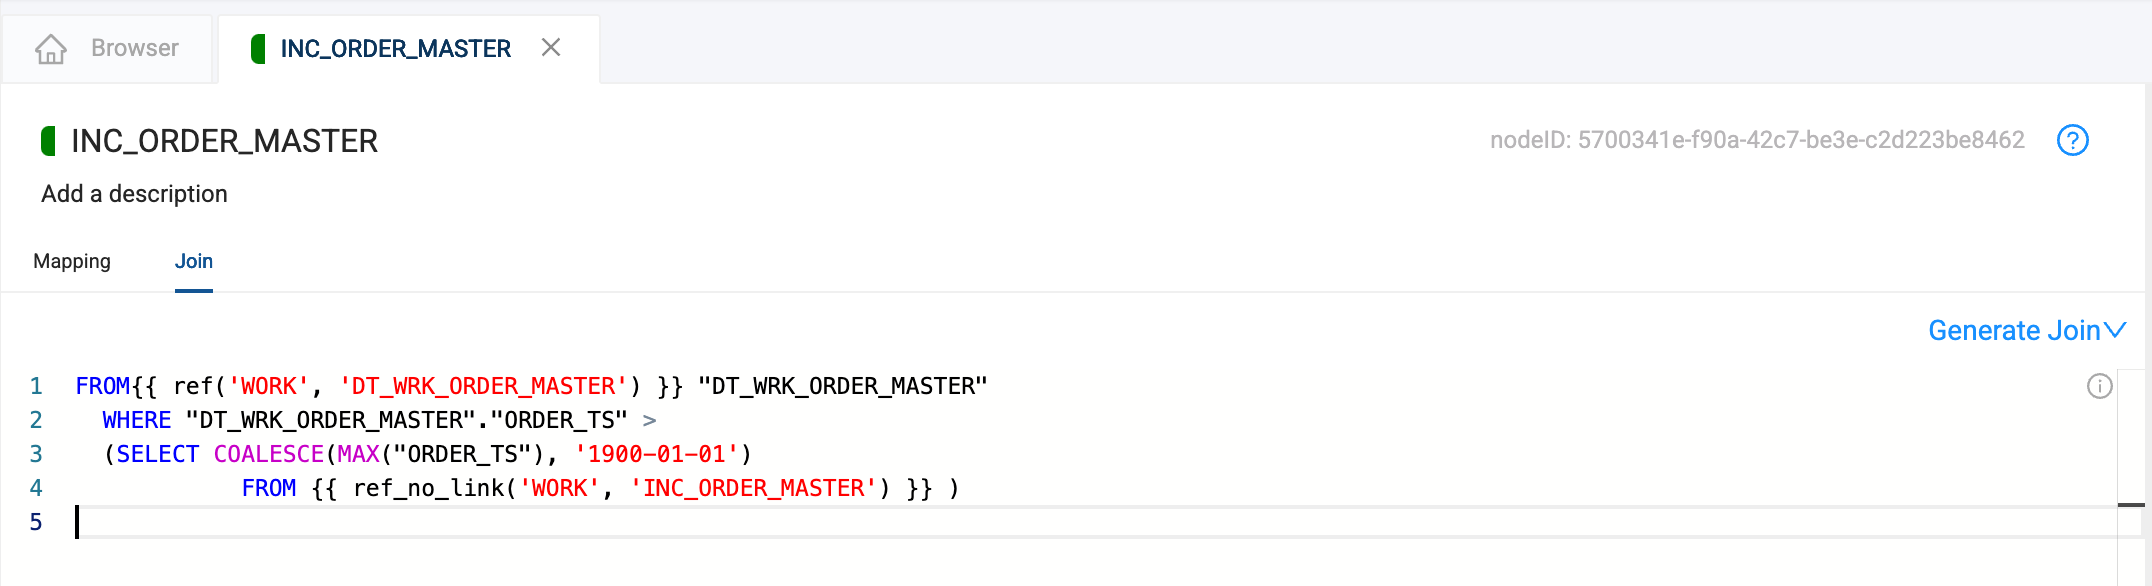 Browser
INC_ORDER_MASTER
INC_ORDER_MASTER
nodeID: 5700341e-f90a-42c7-be3e-c2d223be8462
?
Add a description
Mapping
Join
Generate Join
1 FROM{{ ref('WORK', 'DT_WRK_ORDER_MASTER') }} "DT_WRK_ORDER_MASTER"
2 WHERE "DT_WRK_ORDER_MASTER"."ORDER_TS" >
3 (SELECT COALESCE(MAX("ORDER_TS"), '1900-01-01')
4 FROM {{ ref_no_link('WORK', 'INC_ORDER_MASTER') }} )
5